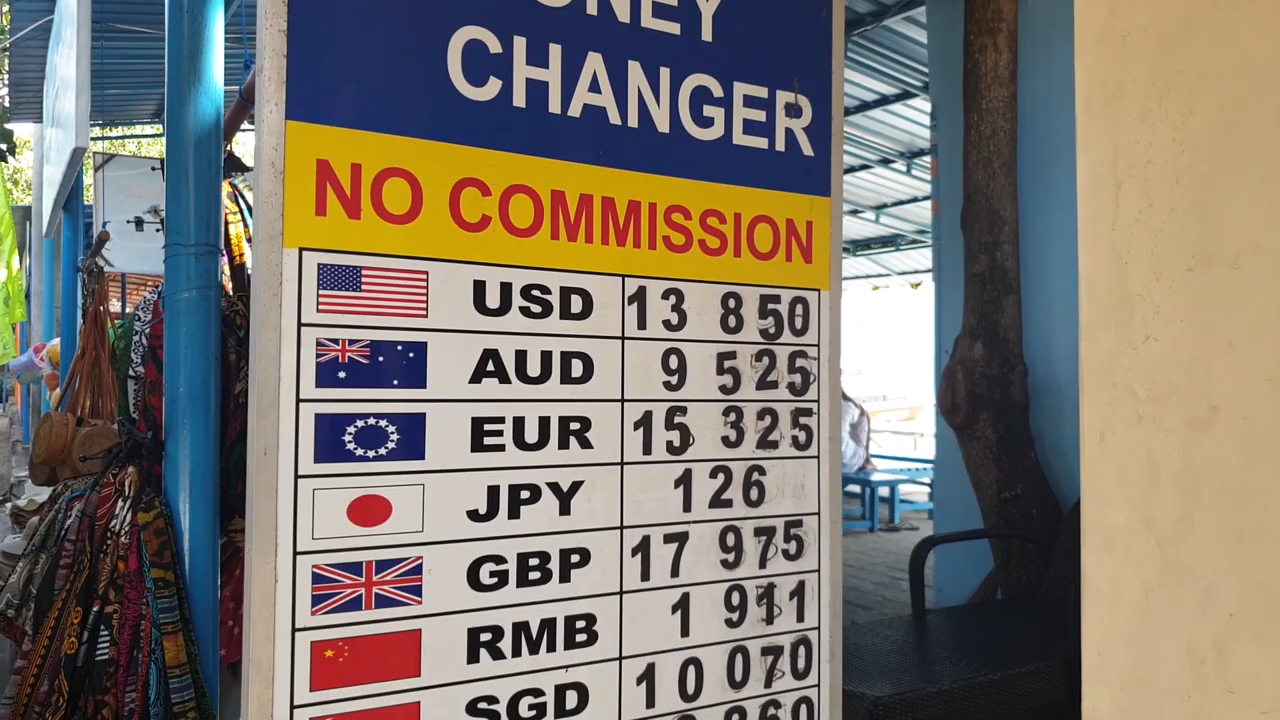 CHANGER
NO COMMISSION
USD 13 850
AUD 9 525
EUR 15 325
JPY 126
GBP 17 975
RMB 1 911
SGD 10 070